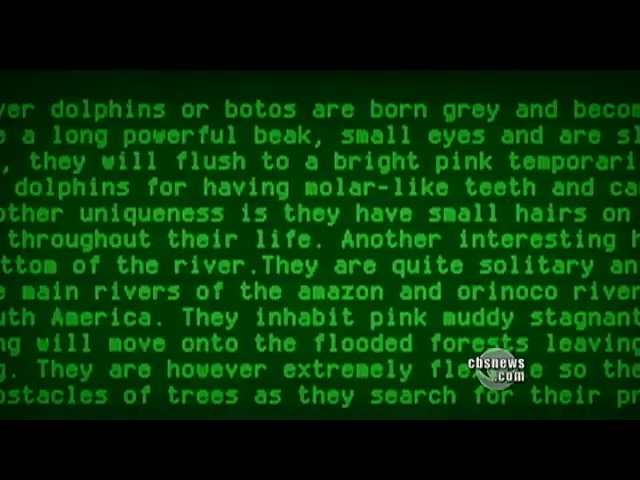 ver dolphins or botos are born grey and becom
e a long powerful beak, small eyes and are sl
, they will flush to a bright pink temporari
dolphins for having molar-like teeth and ca
other uniqueness is they have small hairs on
throughout their life. Another interesting
ttom of the river.They are quite solitary an
e main rivers of the amazon and orinoco river
uth America. They inhabit pink muddy stagnant
ng will move onto the flooded forests leaving
g. They are however extremely so the
bstacles of trees as they search for their pr
cbsnews
.com